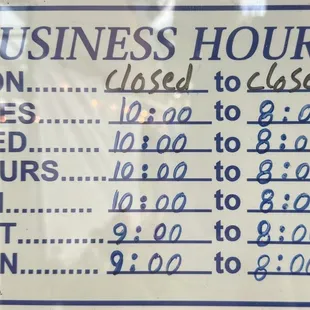 USINESS HOUR
ON.......... closed to close
ES.......... 10:00 to 8:0
ED.......... 10:00 to 8:0
URS........ 10:00 to 8:0
I........... 10:00 to 8:0
T........... 9:00 to 8:0
N.......... 9:00 to 8:00